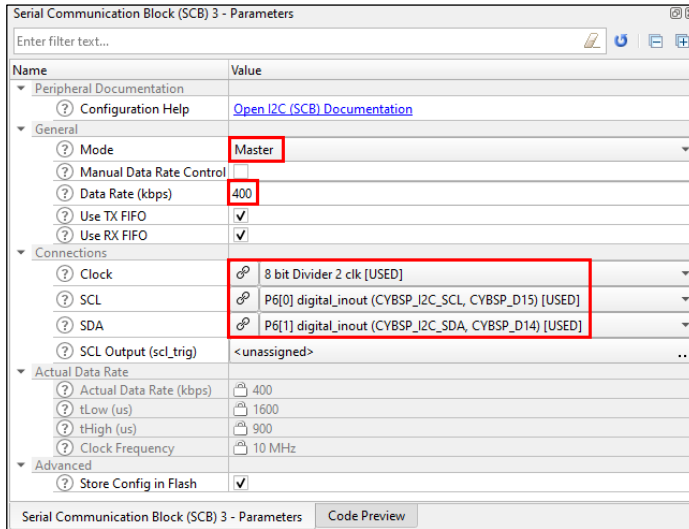 Serial Communication Block (SCB) 3 - Parameters
Enter filter text...
Name Value
Peripheral Documentation
? Configuration Help Open I2C (SCB) Documentation
General
? Mode Master
? Manual Data Rate Control
? Data Rate (kbps) 400
? Use TX FIFO
? Use RX FIFO
Connections
? Clock 8 bit Divider 2 clk [USED]
? SCL P6[0] digital_inout (CYBSP_I2C_SCL, CYBSP_D15) [USED]
? SDA P6[1] digital_inout (CYBSP_I2C_SDA, CYBSP_D14) [USED]
? SCL Output (scl_trig) <unassigned> ..
Actual Data Rate
? Actual Data Rate (kbps) 400
? tLow (us) 1600
? tHigh (us) 900
? Clock Frequency 10 MHz
Advanced
? Store Config in Flash
Serial Communication Block (SCB) 3 - Parameters Code Preview